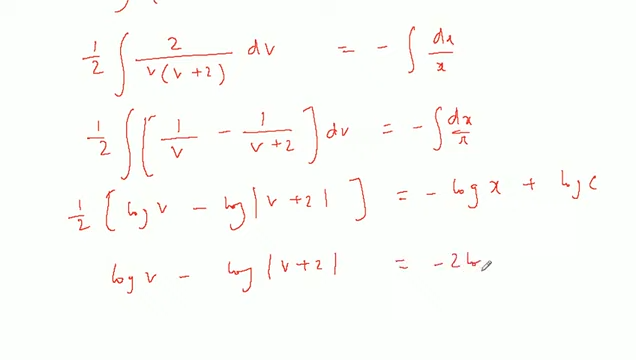 1/2 ∫ 2/(v(v+2)) dv = - ∫ dx/x
1/2 ∫ [ 1/v - 1/(v+2) ] dv = - ∫ dx/x
1/2 [ log v - log |v+2| ] = - log x + log c
log v - log |v+2| = -2 lo